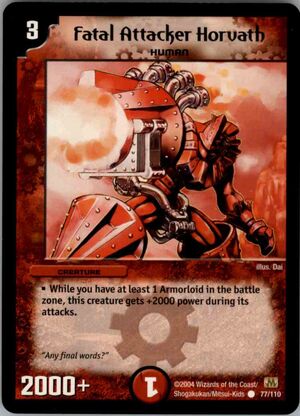 3
Fatal Attacker Horvath
HUMAN
illus. Dai
CREATURE
▪ While you have at least 1 Armorloid in the battle
zone, this creature gets +2000 power during its
attacks.
"Any final words?"
2000+
1
©2004 Wizards of the Coast/
Shogakukan/Mitsui-Kids
77/110